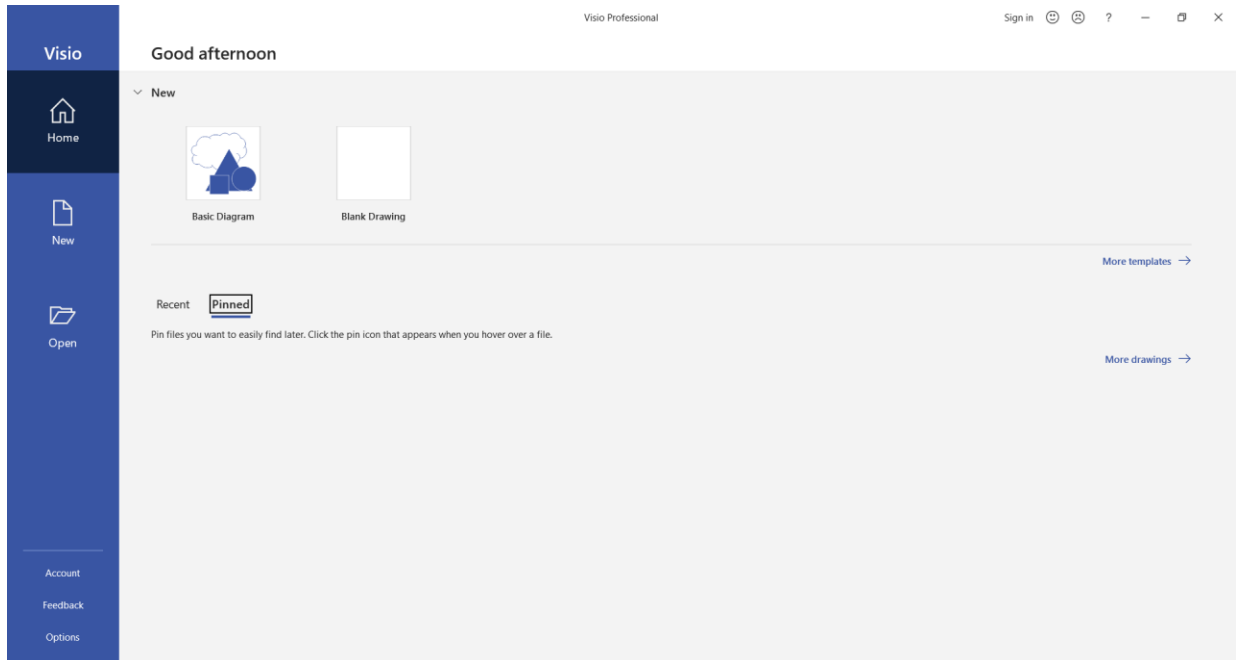 Visio Professional
Sign in
?
Visio
Good afternoon
Home
New
Open
Account
Feedback
Options
New
Basic Diagram
Blank Drawing
More templates
Recent Pinned
Pin files you want to easily find later. Click the pin icon that appears when you hover over a file.
More drawings